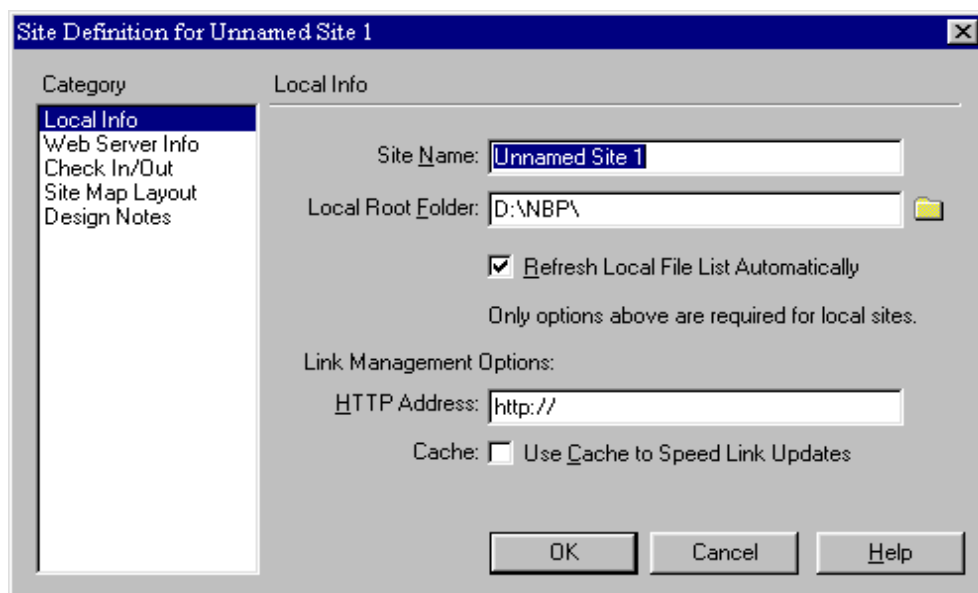 Site Definition for Unnamed Site 1
Category
Local Info
Web Server Info
Check In/Out
Site Map Layout
Design Notes
Local Info
Site Name: Unnamed Site 1
Local Root Folder: D:\NBP\
Refresh Local File List Automatically
Only options above are required for local sites.
Link Management Options:
HTTP Address: http://
Cache: Use Cache to Speed Link Updates
OK Cancel Help